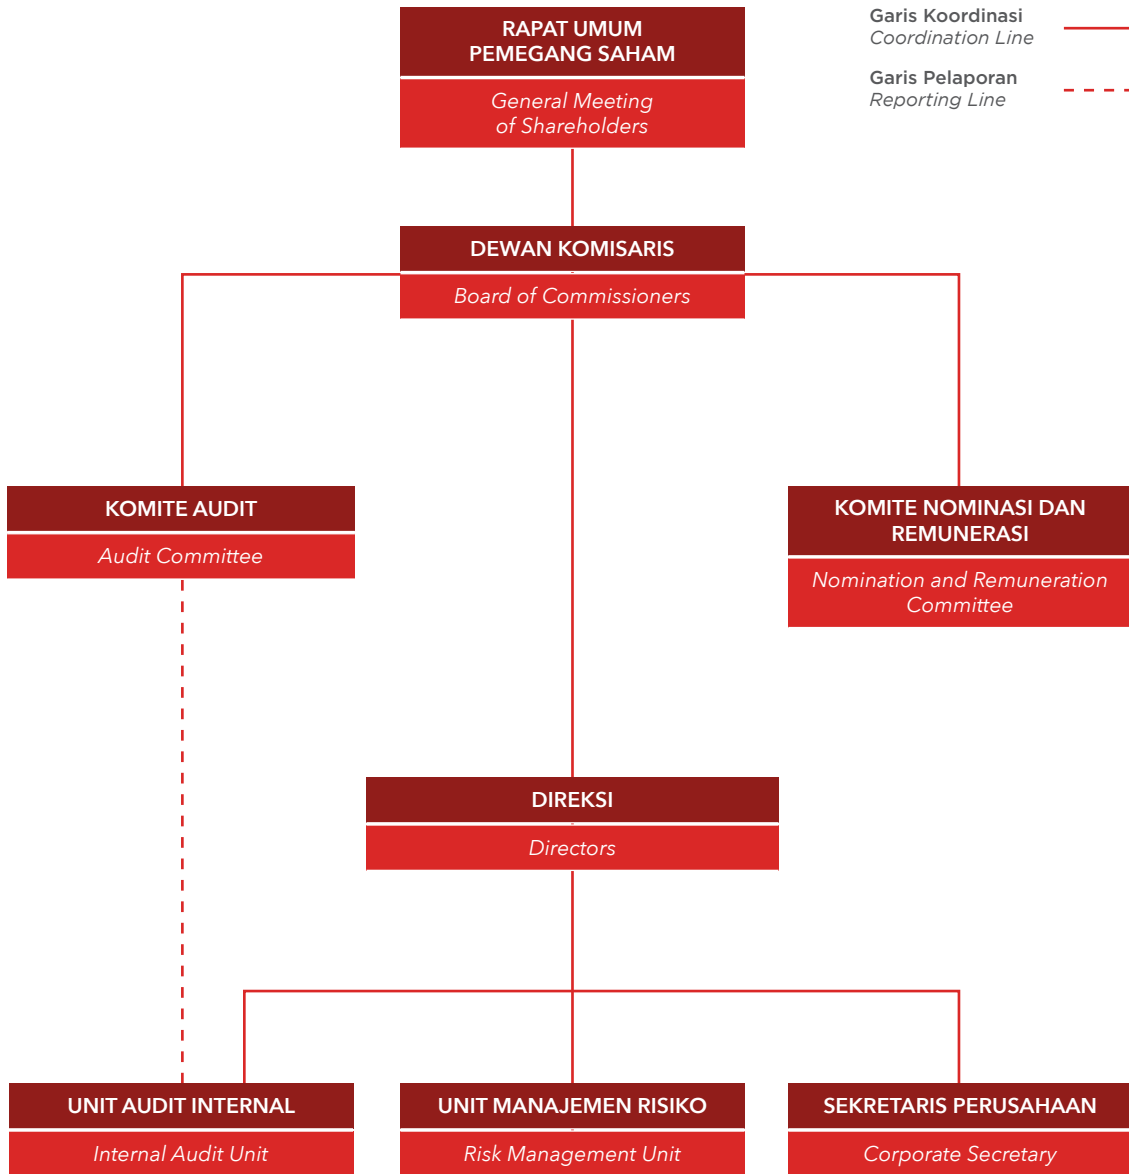 RAPAT UMUM
PEMEGANG SAHAM
General Meeting
of Shareholders
Garis Koordinasi
Coordination Line
Garis Pelaporan
Reporting Line
DEWAN KOMISARIS
Board of Commissioners
KOMITE AUDIT
Audit Committee
KOMITE NOMINASI DAN
REMUNERASI
Nomination and Remuneration
Committee
DIREKSI
Directors
UNIT AUDIT INTERNAL
Internal Audit Unit
UNIT MANAJEMEN RISIKO
Risk Management Unit
SEKRETARIS PERUSAHAAN
Corporate Secretary